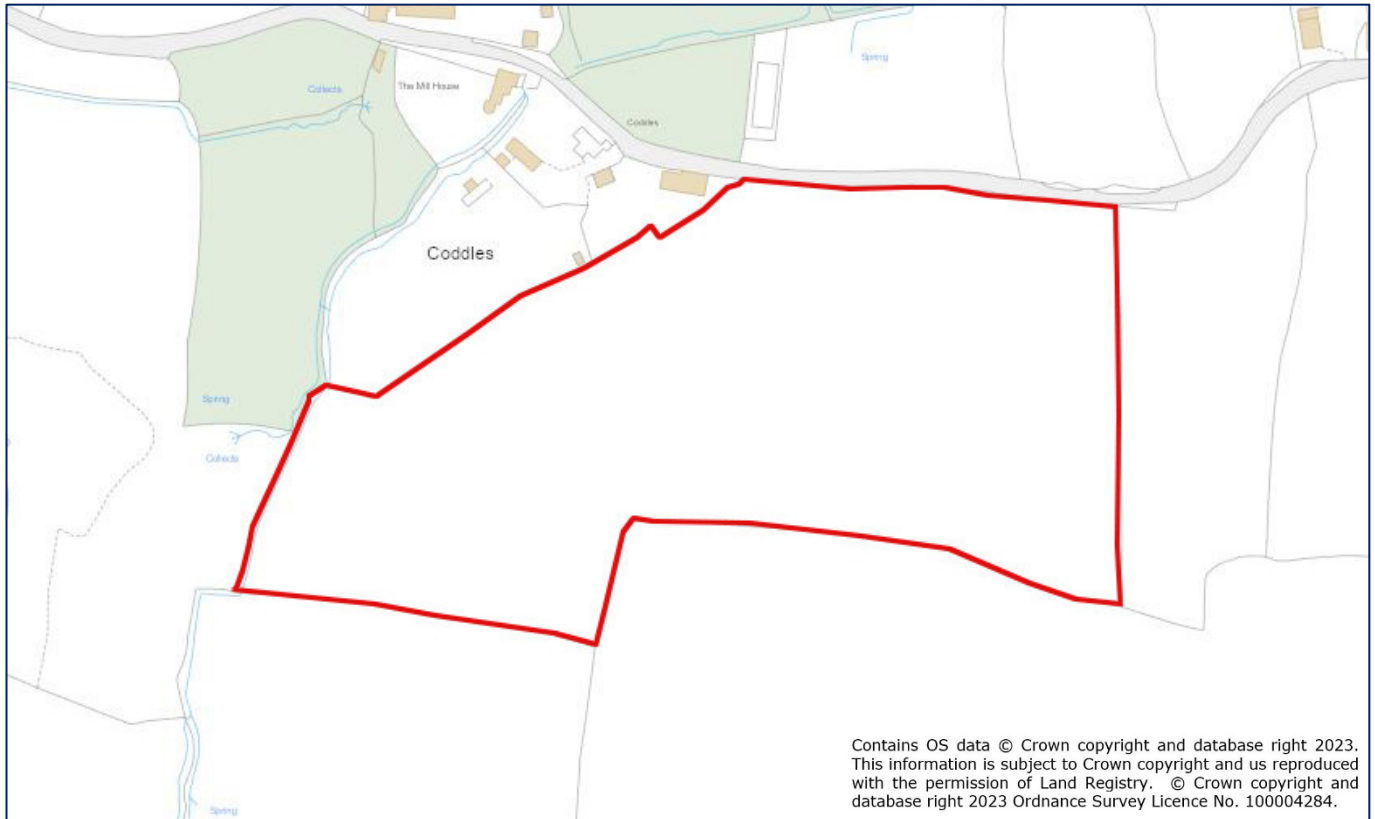 Spring
Collects
The Mill House
Coddles
Coddles
Spring
Collects
Contains OS data © Crown copyright and database right 2023.
This information is subject to Crown copyright and us reproduced
with the permission of Land Registry. © Crown copyright and
database right 2023 Ordnance Survey Licence No. 100004284.
Spring